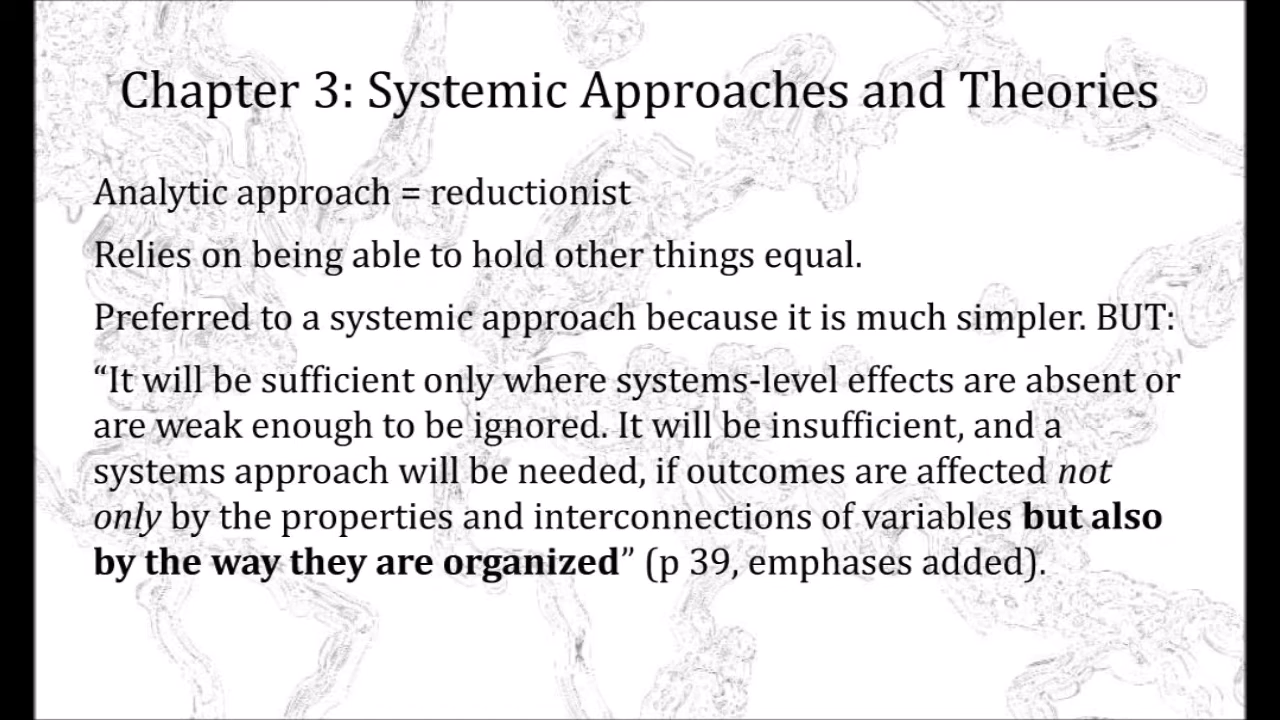 Chapter 3: Systemic Approaches and Theories
Analytic approach = reductionist
Relies on being able to hold other things equal.
Preferred to a systemic approach because it is much simpler. BUT:
“It will be sufficient only where systems-level effects are absent or
are weak enough to be ignored. It will be insufficient, and a
systems approach will be needed, if outcomes are affected not
only by the properties and interconnections of variables but also
by the way they are organized” (p 39, emphases added).